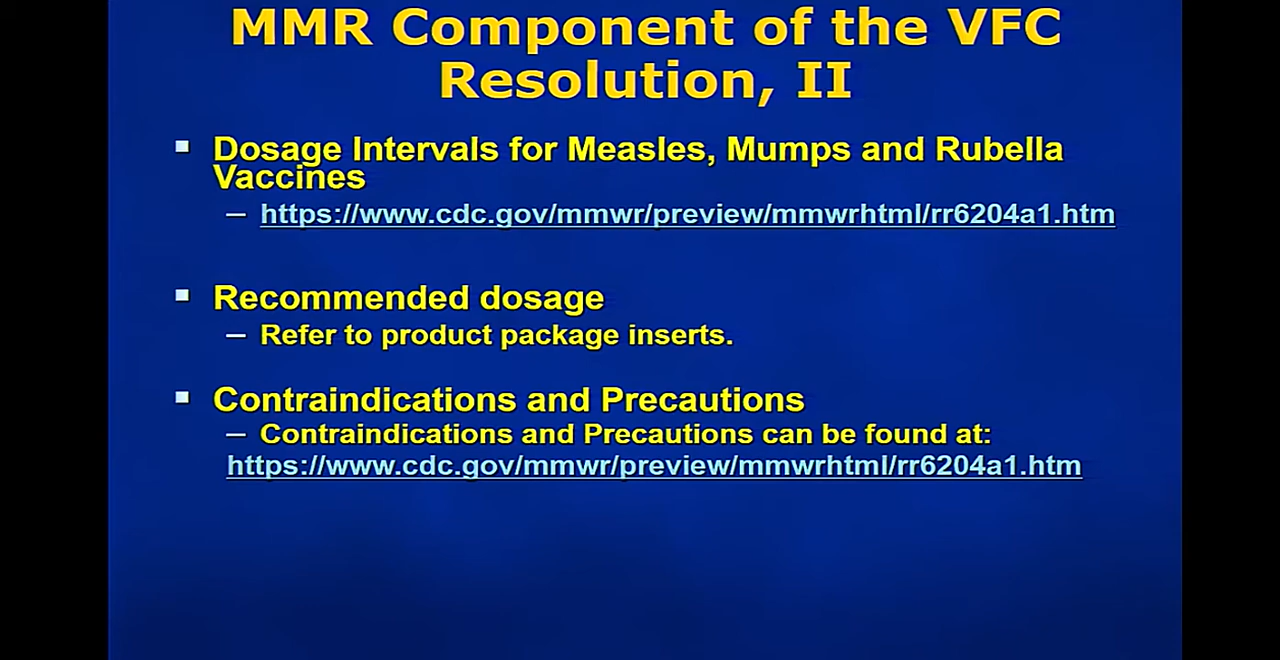 MMR Component of the VFC
Resolution, II
▪ Dosage Intervals for Measles, Mumps and Rubella
Vaccines
– https://www.cdc.gov/mmwr/preview/mmwrhtml/rr6204a1.htm
▪ Recommended dosage
– Refer to product package inserts.
▪ Contraindications and Precautions
– Contraindications and Precautions can be found at:
https://www.cdc.gov/mmwr/preview/mmwrhtml/rr6204a1.htm